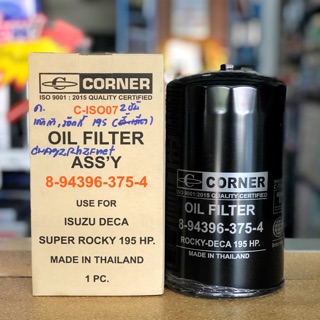 CORNER
ISO 9001 : 2015 QUALITY CERTIFIED
C-ISO07
OIL FILTER
ASS'Y
8-94396-375-4
USE FOR
ISUZU DECA
SUPER ROCKY 195 HP.
MADE IN THAILAND
1 PC.
CORNER
ISO 9001 : 2015 QUALITY CERTIFIED
OIL FILTER
8-94396-375-4
ROCKY-DECA 195 HP.
MADE IN THAILAND